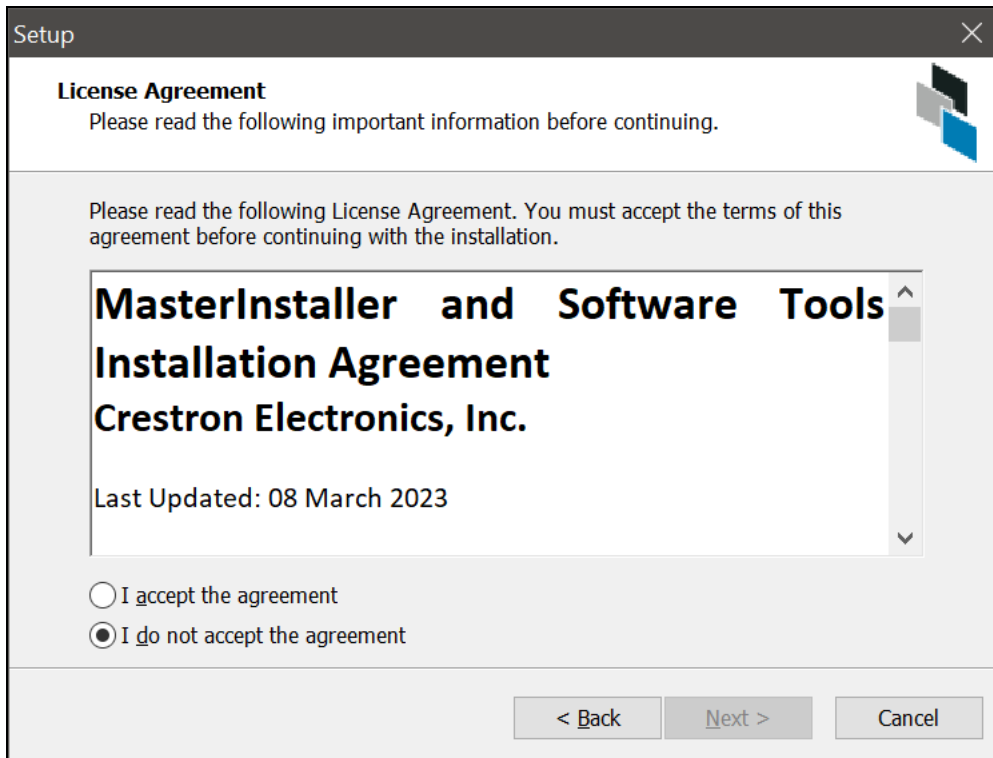 Setup
License Agreement
Please read the following important information before continuing.
Please read the following License Agreement. You must accept the terms of this
agreement before continuing with the installation.
MasterInstaller and Software Tools
Installation Agreement
Crestron Electronics, Inc.
Last Updated: 08 March 2023
I accept the agreement
I do not accept the agreement
< Back Next > Cancel